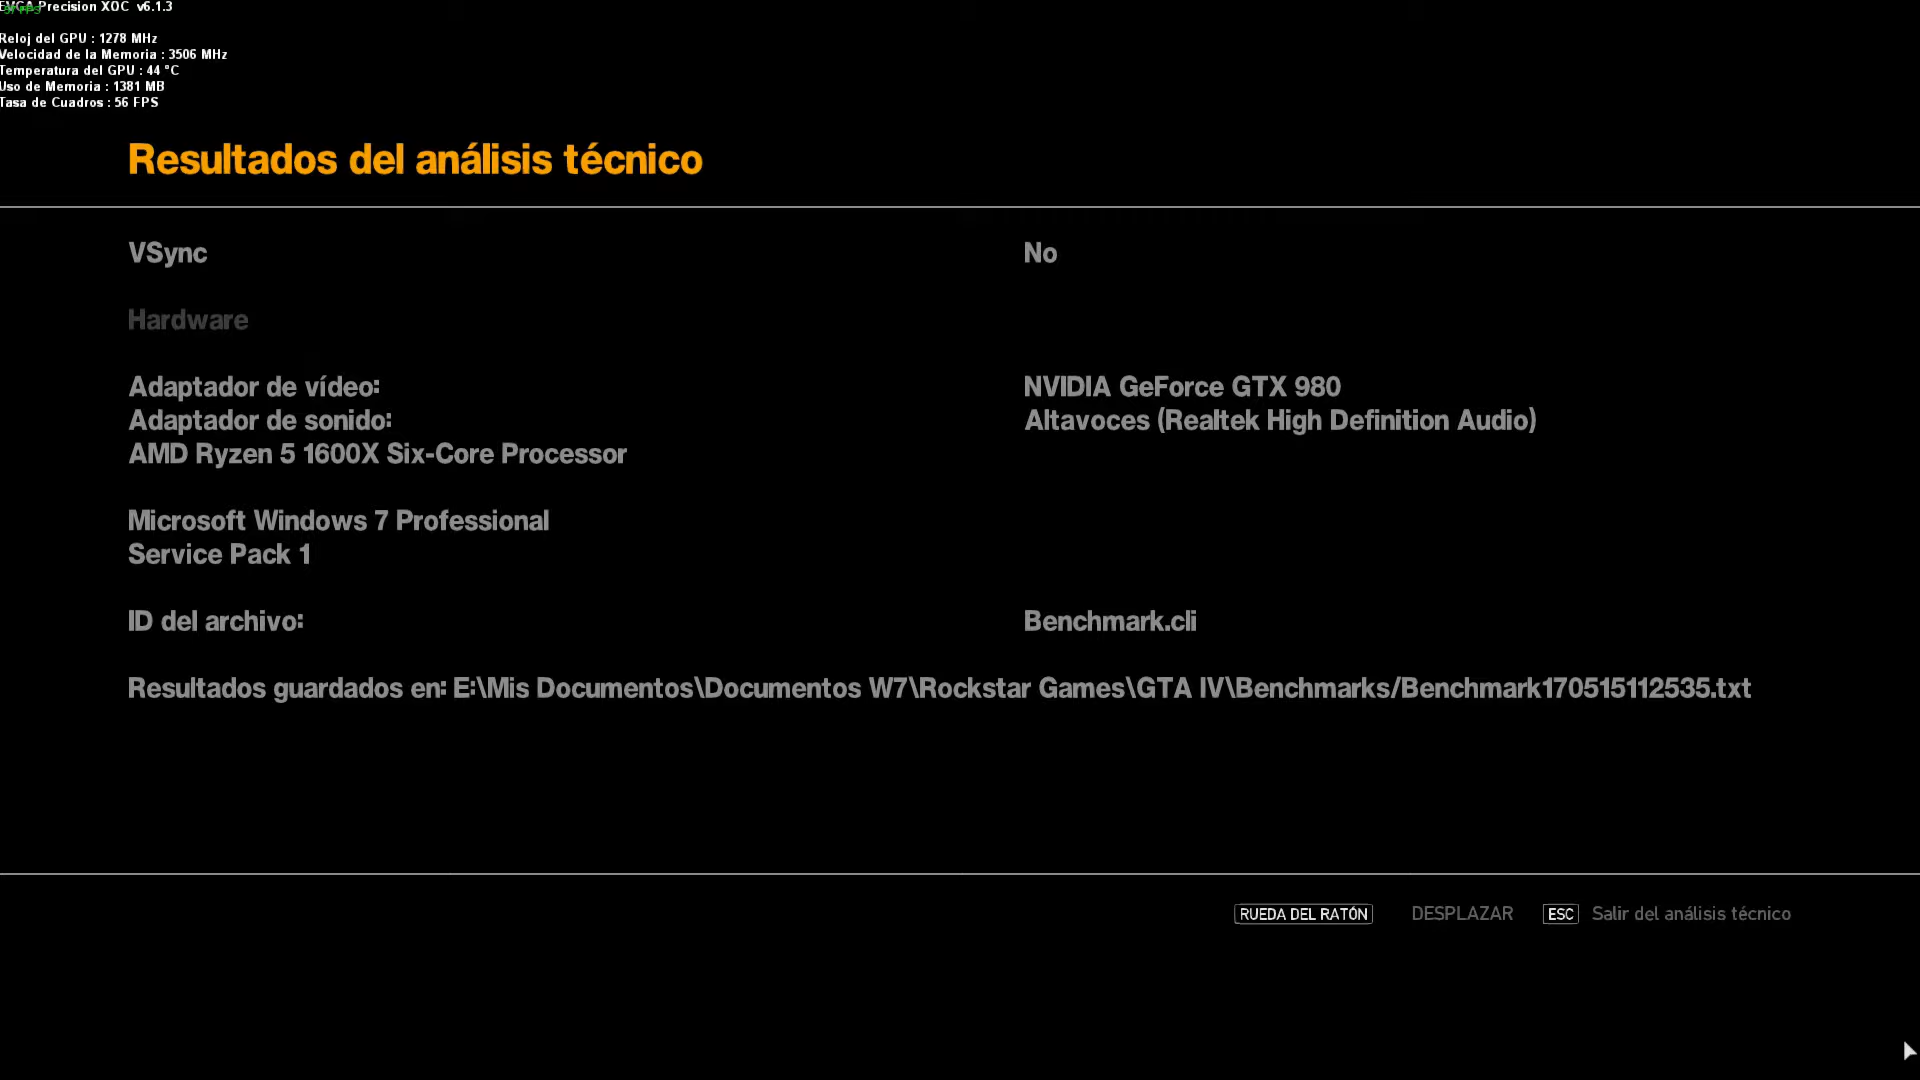 EVGA Precision XOC v6.1.3
Reloj del GPU : 1278 MHz
Velocidad de la Memoria : 3506 MHz
Temperatura del GPU : 44 °C
Uso de Memoria : 1381 MB
Tasa de Cuadros : 56 FPS
Resultados del análisis técnico
VSync No
Hardware
Adaptador de vídeo: NVIDIA GeForce GTX 980
Adaptador de sonido: Altavoces (Realtek High Definition Audio)
AMD Ryzen 5 1600X Six-Core Processor
Microsoft Windows 7 Professional
Service Pack 1
ID del archivo: Benchmark.cli
Resultados guardados en: E:\Mis Documentos\Documentos W7\Rockstar Games\GTA IV\Benchmarks/Benchmark170515112535.txt
RUEDA DEL RATÓN DESPLAZAR ESC Salir del análisis técnico